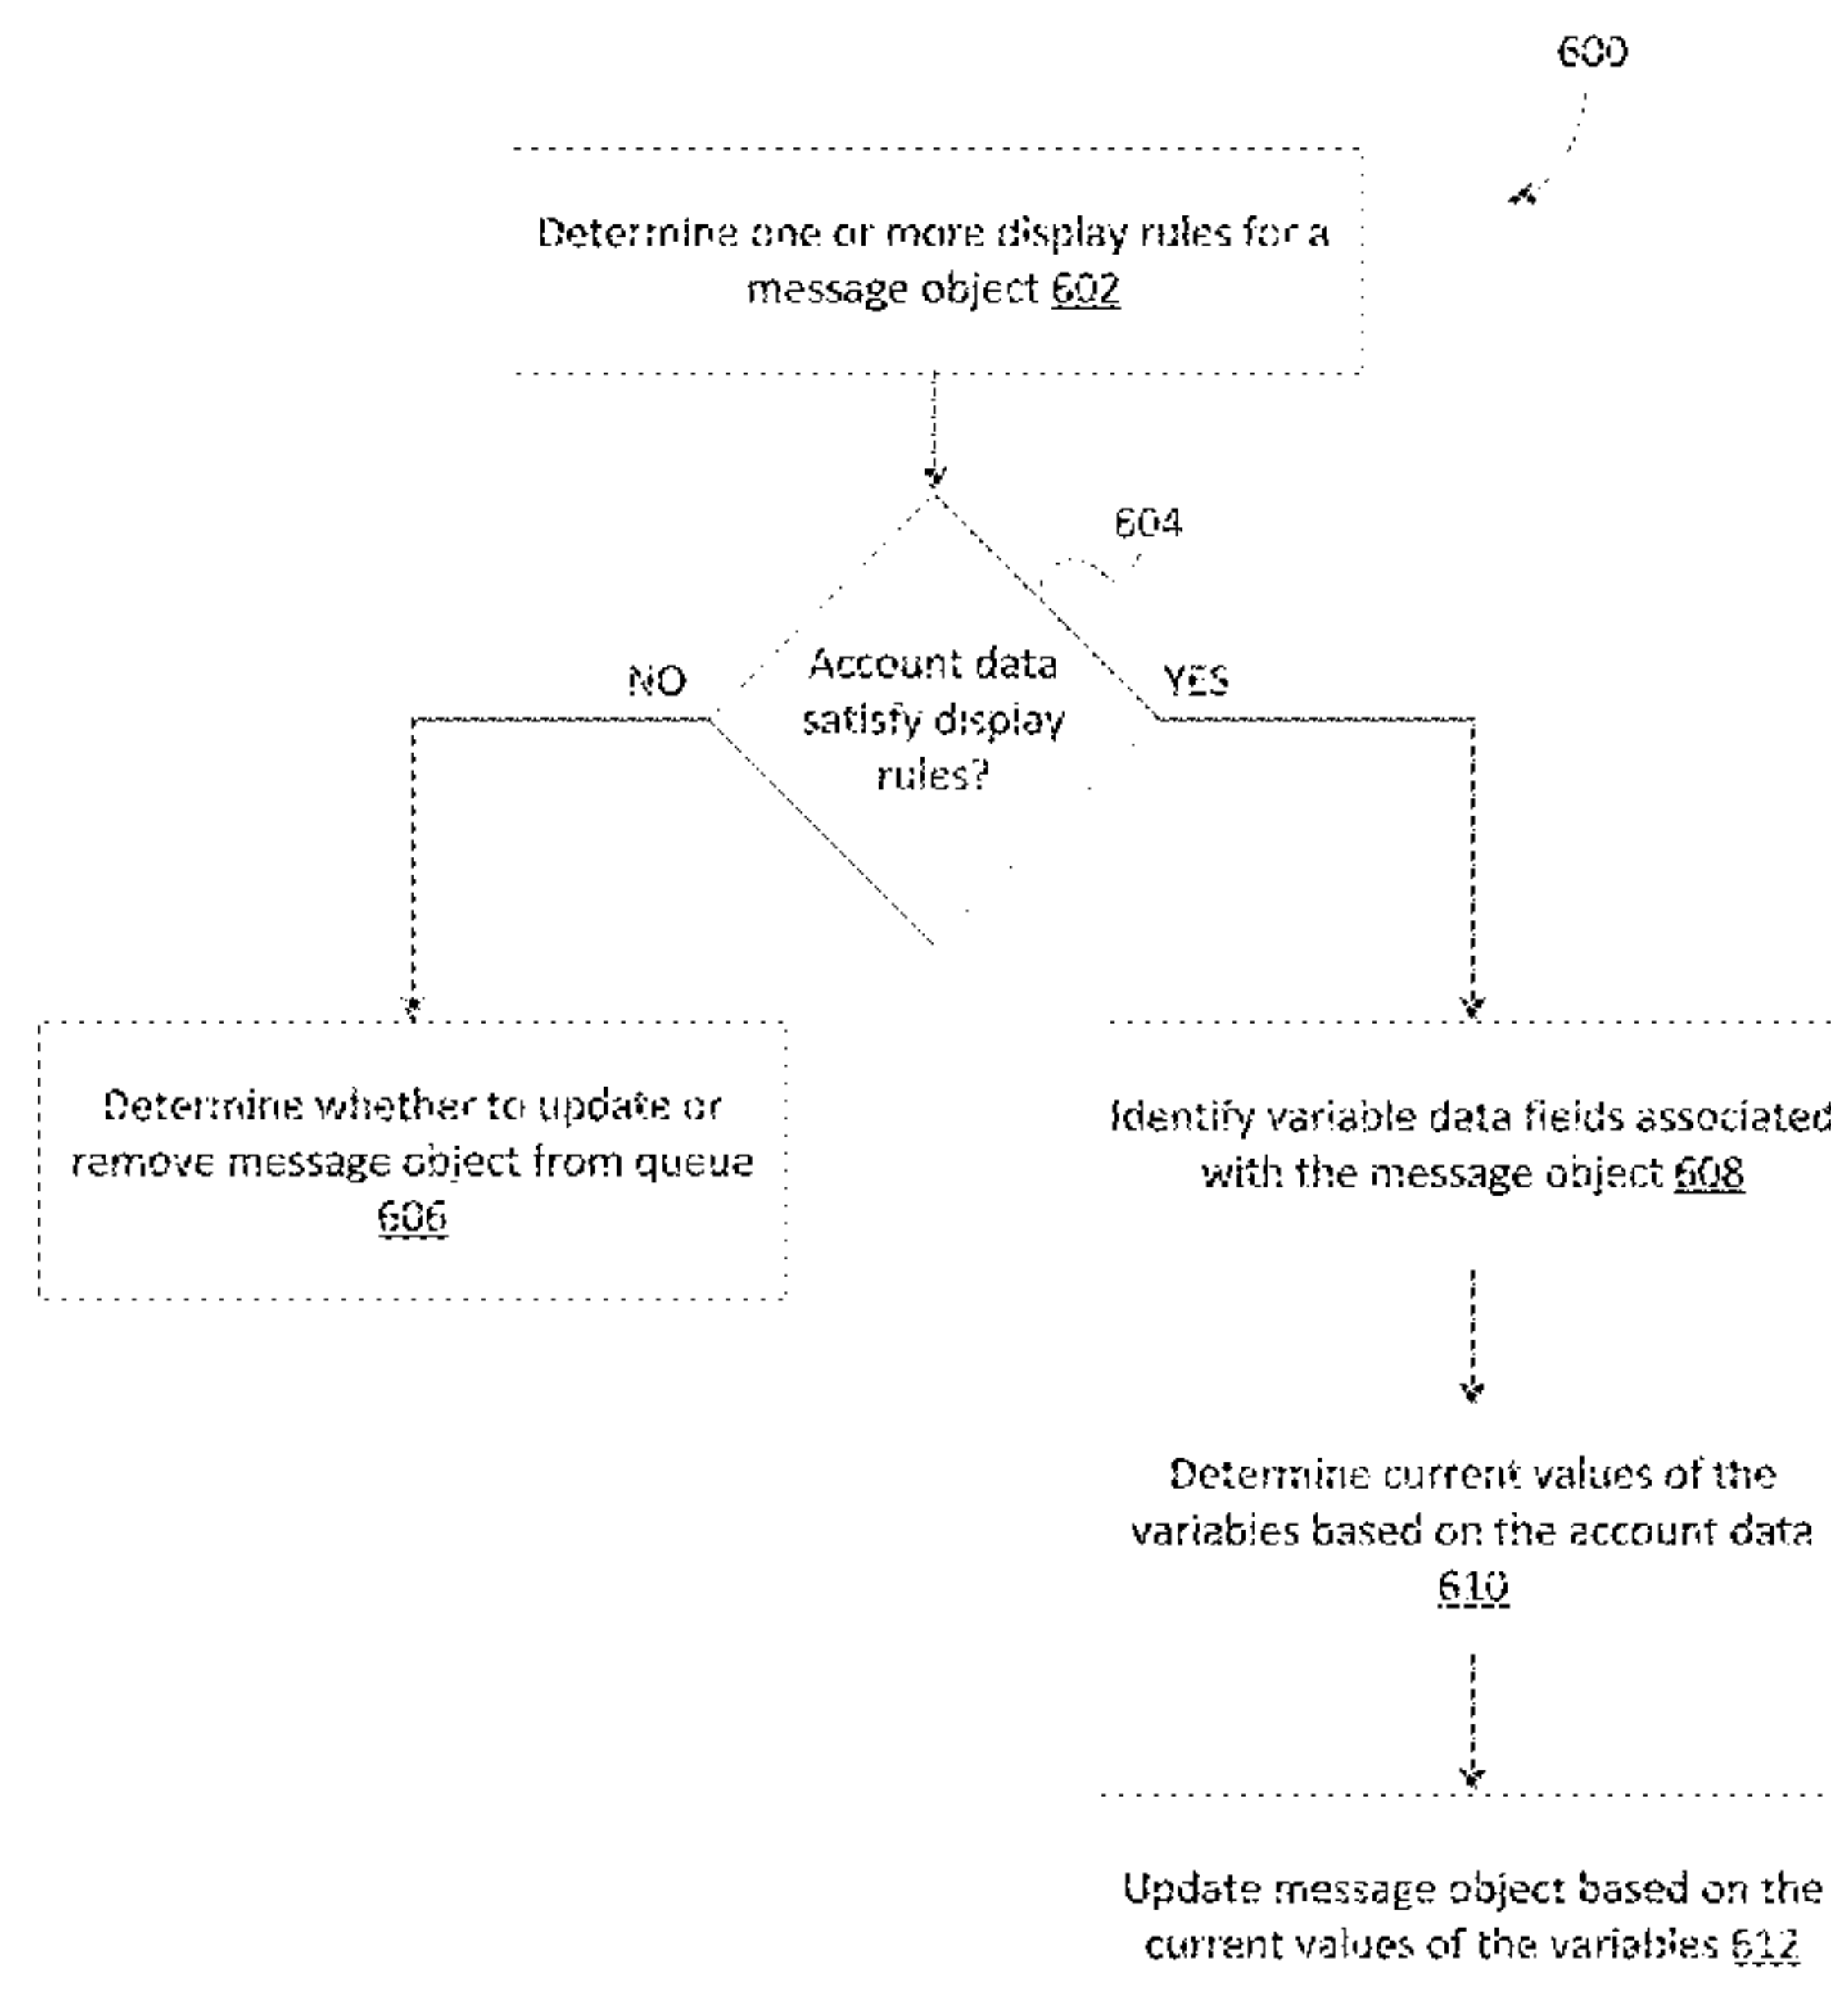 600
Determine one or more display rules for a
message object 602
604
NO
YES
Account data
satisfy display
rules?
Determine whether to update or
remove message object from queue
606
Identify variable data fields associated
with the message object 608
Determine current values of the
variables based on the account data
610
Update message object based on the
current values of the variables 612